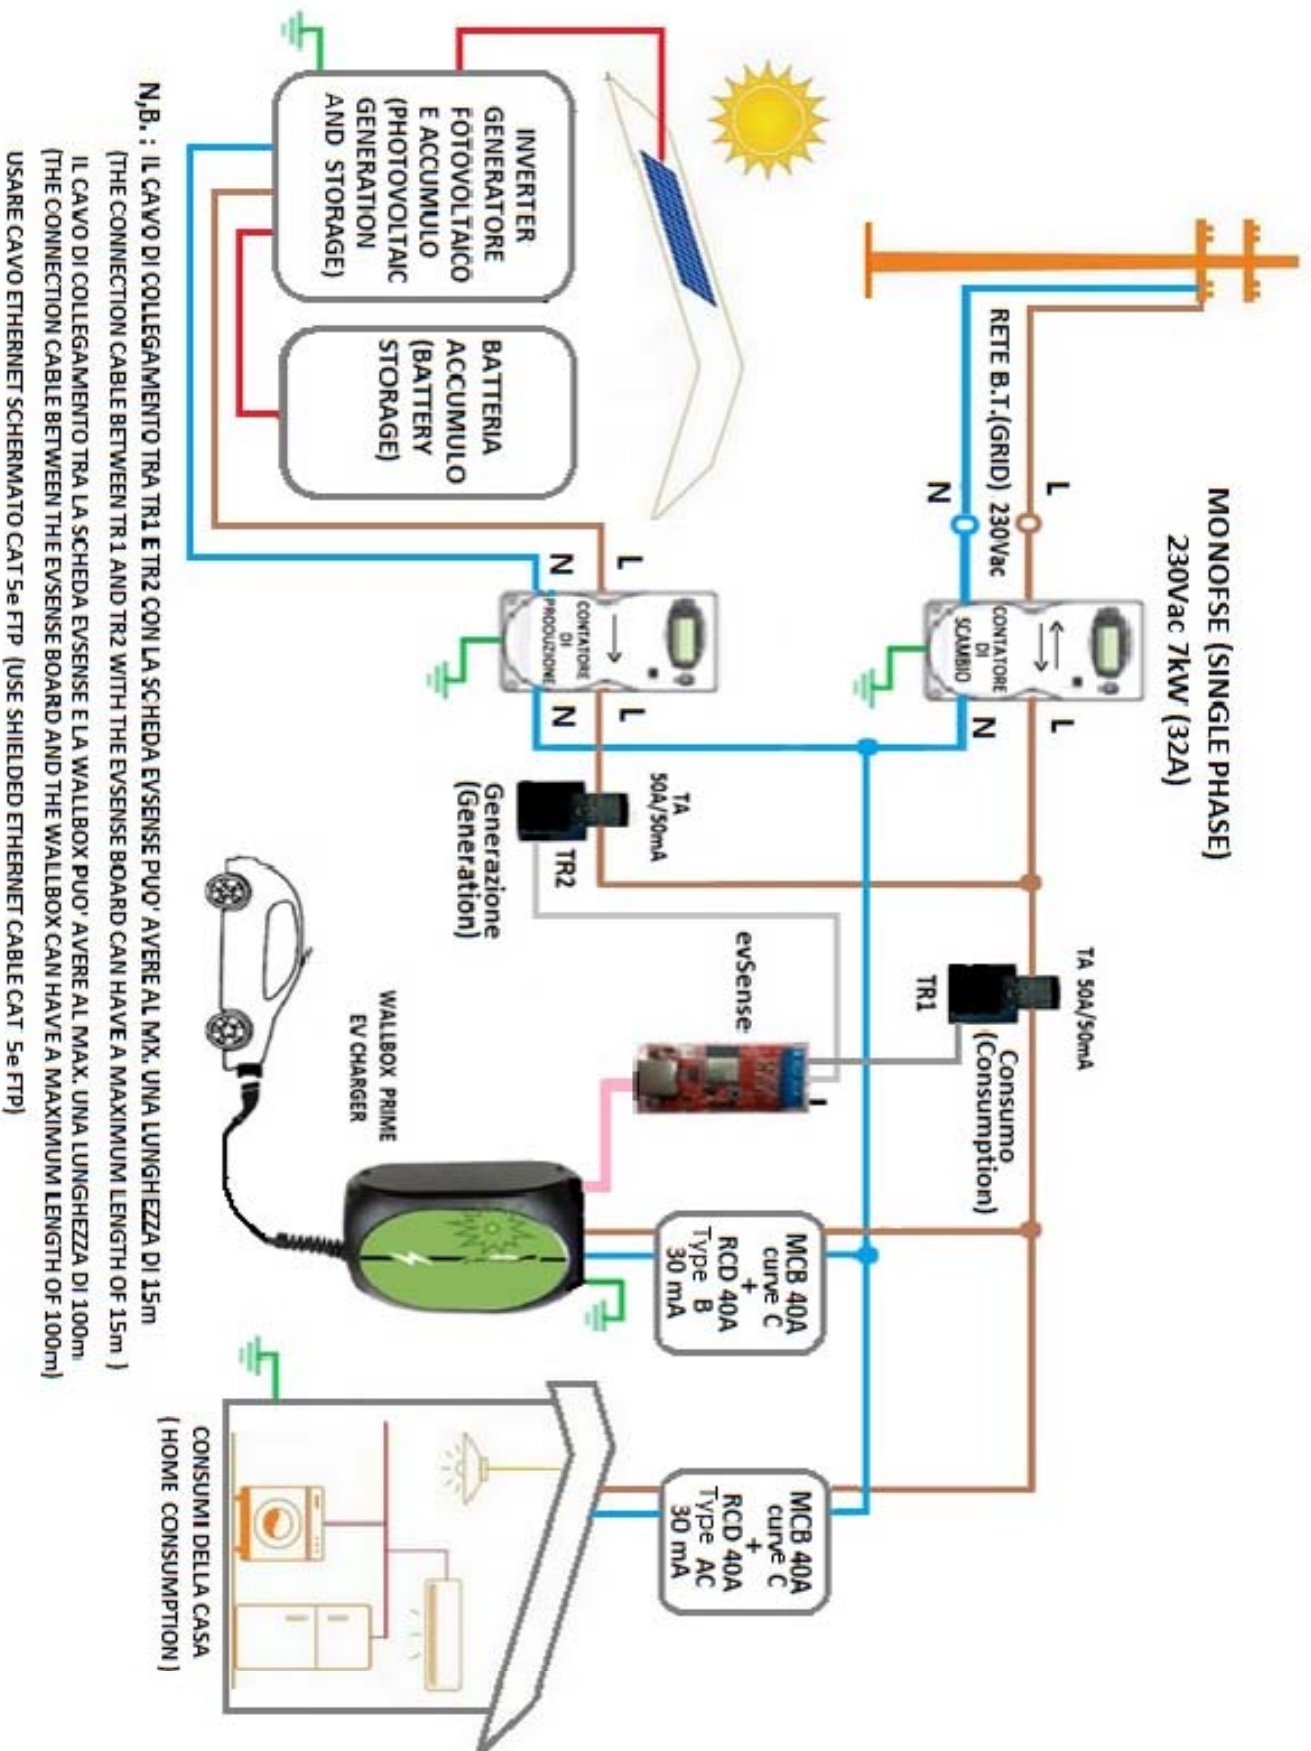 MONOFSE (SINGLE PHASE)
230Vac 7kW (32A)
RETE B.T.(GRID) 230Vac
L
N
CONTATORE
DI
SCAMBIO
L
N
TA 50A/50mA
TR1
Consumo
(Consumption)
INVERTER
GENERATORE
FOTOVOLTAICO
E ACCUMULO
(PHOTOVOLTAIC
GENERATION
AND STORAGE)
BATTERIA
ACCUMULO
(BATTERY
STORAGE)
L
N
CONTATORE
DI
PRODUZIONE
L
N
TA
50A/50mA
TR2
Generazione
(Generation)
evSense
WALLBOX PRIME
EV CHARGER
MCB 40A
curve C
+
RCD 40A
Type B
30 mA
MCB 40A
curve C
+
RCD 40A
Type AC
30 mA
CONSUMI DELLA CASA
( HOME CONSUMPTION )
N,B. : IL CAVO DI COLLEGAMENTO TRA TR1 E TR2 CON LA SCHEDA EVSENSE PUO' AVERE AL MX. UNA LUNGHEZZA DI 15m
(THE CONNECTION CABLE BETWEEN TR1 AND TR2 WITH THE EVSENSE BOARD CAN HAVE A MAXIMUM LENGTH OF 15m )
IL CAVO DI COLLEGAMENTO TRA LA SCHEDA EVSENSE E LA WALLBOX PUO' AVERE AL MAX. UNA LUNGHEZZA DI 100m
(THE CONNECTION CABLE BETWEEN THE EVSENSE BOARD AND THE WALLBOX CAN HAVE A MAXIMUM LENGTH OF 100m)
USARE CAVO ETHERNET SCHERMATO CAT 5e FTP (USE SHIELDED ETHERNET CABLE CAT 5e FTP)